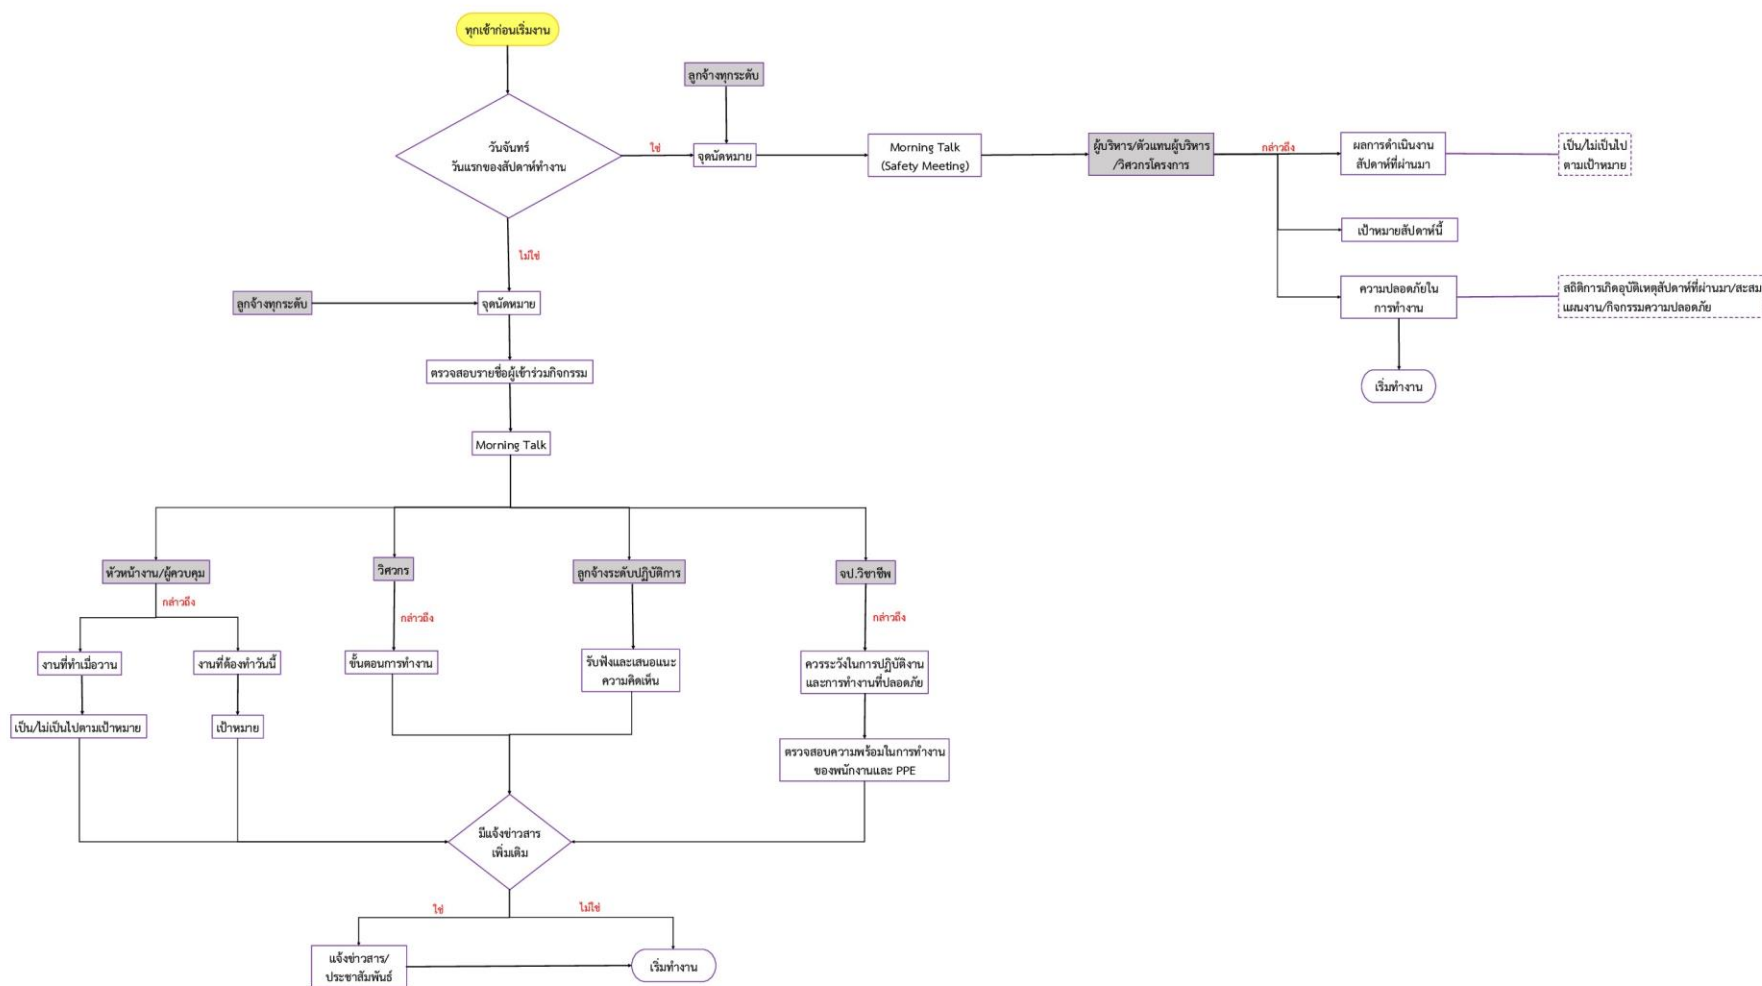 ทุกเช้าก่อนเริ่มงาน
วันจันทร์
วันแรกของสัปดาห์ทำงาน
ใช่
ลูกจ้างทุกระดับ
จุดนัดหมาย
Morning Talk
(Safety Meeting)
ผู้บริหาร/ตัวแทนผู้บริหาร
/วิศวกรโครงการ
กล่าวถึง
ผลการดำเนินงาน
สัปดาห์ที่ผ่านมา
เป็น/ไม่เป็นไป
ตามเป้าหมาย
เป้าหมายสัปดาห์นี้
ความปลอดภัยใน
การทำงาน
สถิติการเกิดอุบัติเหตุสัปดาห์ที่ผ่านมา/สะสม
แผนงาน/กิจกรรมความปลอดภัย
เริ่มทำงาน
ไม่ใช่
ลูกจ้างทุกระดับ
จุดนัดหมาย
ตรวจสอบรายชื่อผู้เข้าร่วมกิจกรรม
Morning Talk
หัวหน้างาน/ผู้ควบคุม
กล่าวถึง
งานที่ทำเมื่อวาน
งานที่ต้องทำวันนี้
เป็น/ไม่เป็นไปตามเป้าหมาย
เป้าหมาย
วิศวกร
กล่าวถึง
ขั้นตอนการทำงาน
ลูกจ้างระดับปฏิบัติการ
รับฟังและเสนอแนะ
ความคิดเห็น
จป.วิชาชีพ
กล่าวถึง
ควรระวังในการปฏิบัติงาน
และการทำงานที่ปลอดภัย
ตรวจสอบความพร้อมในการทำงาน
ของพนักงานและ PPE
มีแจ้งข่าวสาร
เพิ่มเติม
ใช่
ไม่ใช่
แจ้งข่าวสาร/
ประชาสัมพันธ์
เริ่มทำงาน